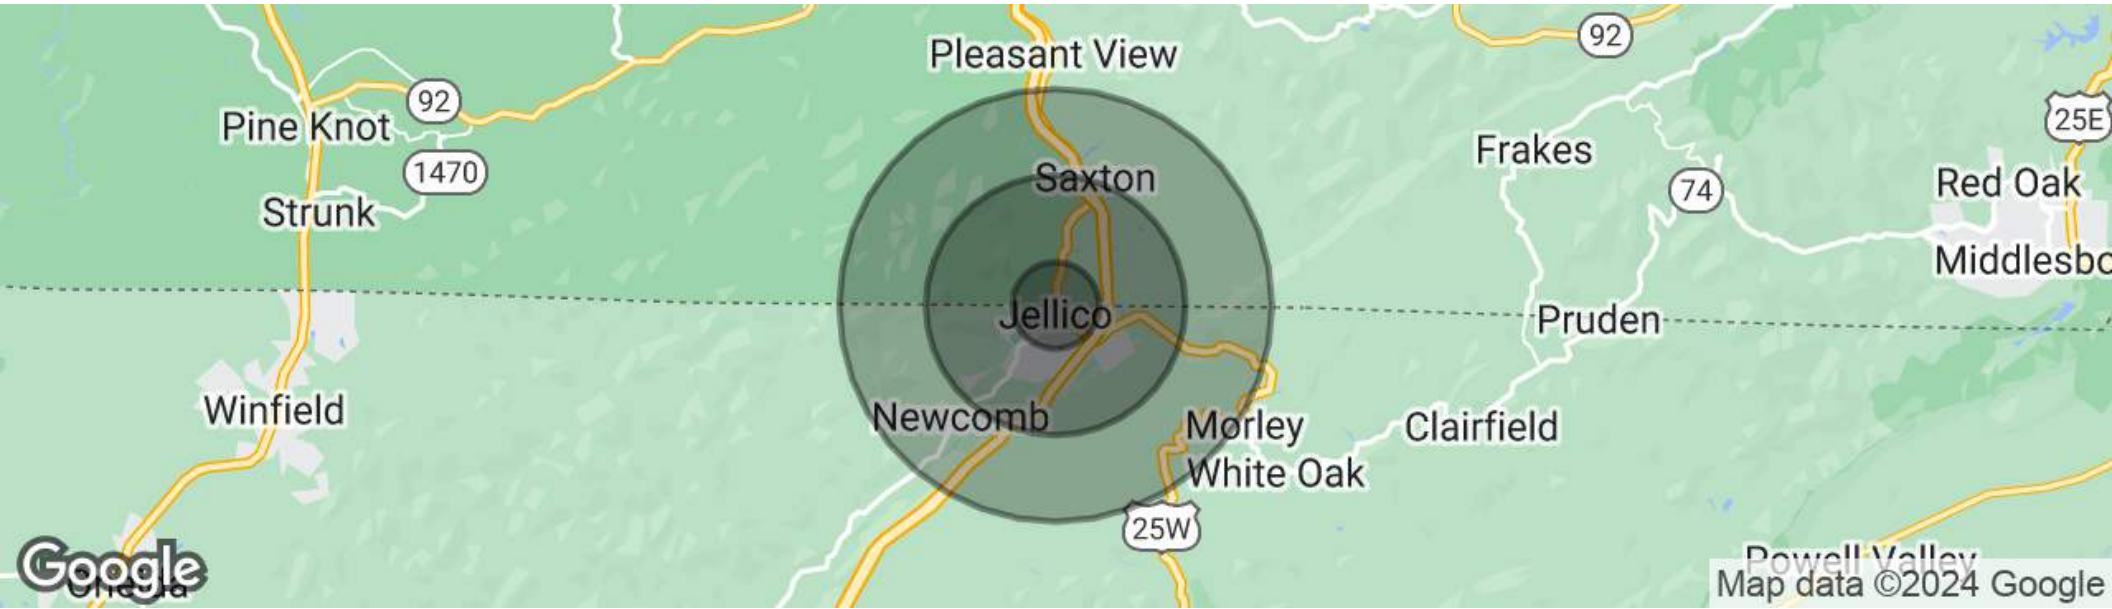 92
Pleasant View
25E
Pine Knot
92
1470
Saxton
Frakes
74
Red Oak
Strunk
Middlesbo
Jellico
Pruden
Winfield
Newcomb
Morley
Clairfield
White Oak
25W
Powell Valley
Google
Oneida
Map data ©2024 Google